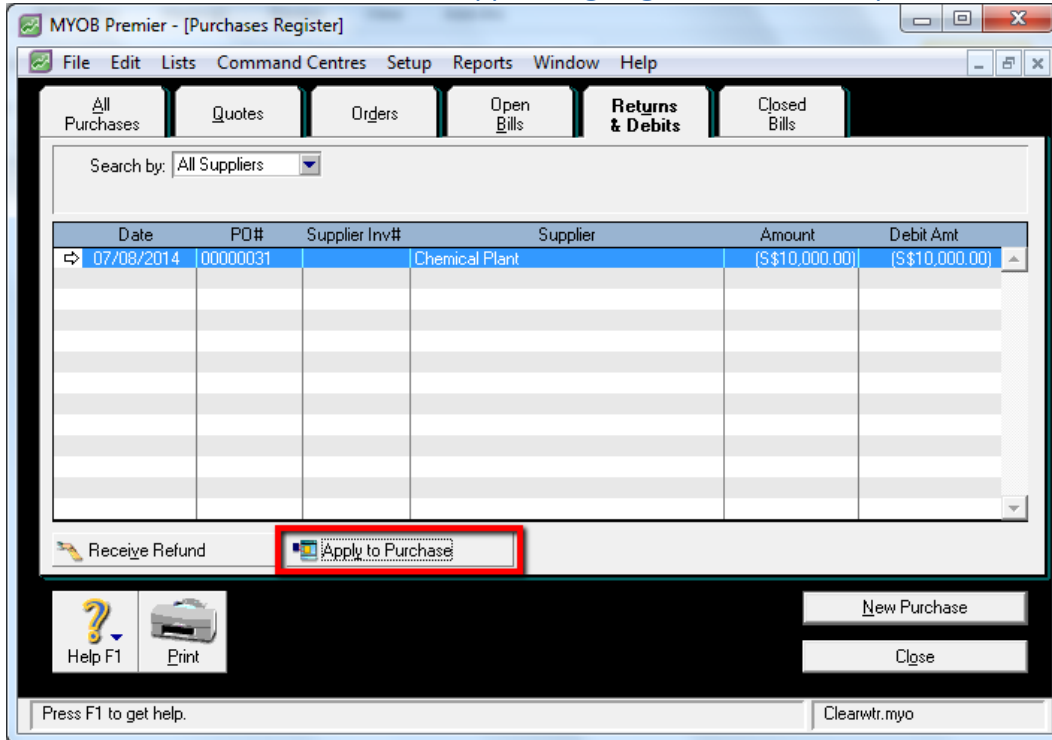 MYOB Premier - [Purchases Register]
File Edit Lists Command Centres Setup Reports Window Help
All Purchases
Quotes
Orders
Open Bills
Returns & Debits
Closed Bills
Search by: All Suppliers
Date PO# Supplier Inv# Supplier Amount Debit Amt
07/08/2014 00000031 Chemical Plant (S$10,000.00) (S$10,000.00)
Receive Refund Apply to Purchase
New Purchase
Help F1 Print Close
Press F1 to get help. Clearwtr.myo